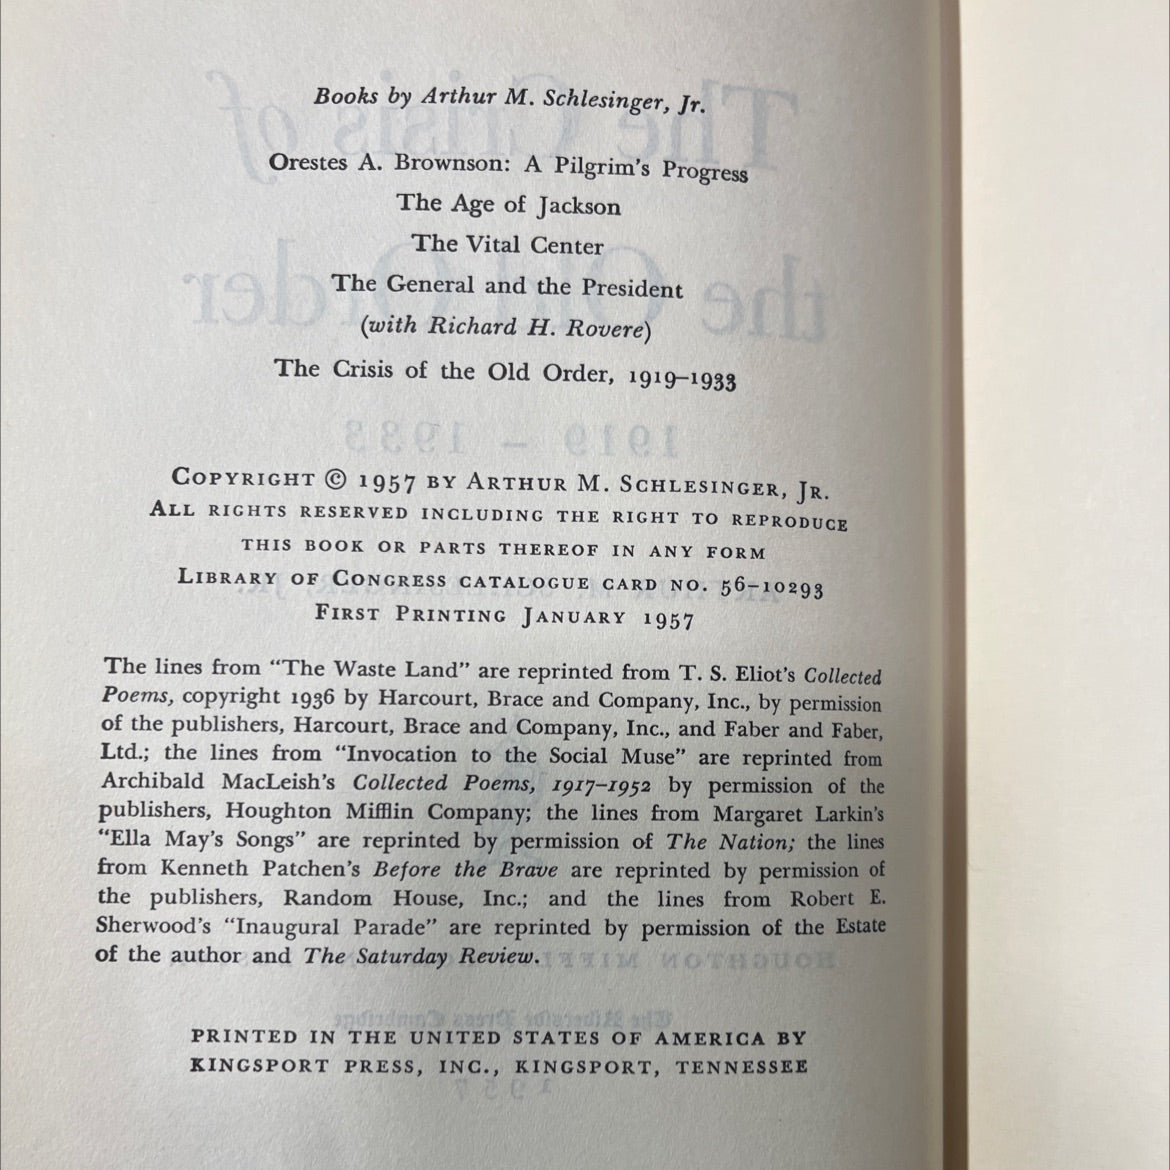 Books by Arthur M. Schlesinger, Jr.
Orestes A. Brownson: A Pilgrim's Progress
The Age of Jackson
The Vital Center
The General and the President
(with Richard H. Rovere)
The Crisis of the Old Order, 1919–1933
COPYRIGHT © 1957 BY ARTHUR M. SCHLESINGER, JR.
ALL RIGHTS RESERVED INCLUDING THE RIGHT TO REPRODUCE
THIS BOOK OR PARTS THEREOF IN ANY FORM
LIBRARY OF CONGRESS CATALOGUE CARD NO. 56–10293
FIRST PRINTING JANUARY 1957
The lines from “The Waste Land” are reprinted from T. S. Eliot's Collected
Poems, copyright 1936 by Harcourt, Brace and Company, Inc., by permission
of the publishers, Harcourt, Brace and Company, Inc., and Faber and Faber,
Ltd.; the lines from “Invocation to the Social Muse” are reprinted from
Archibald MacLeish's Collected Poems, 1917–1952 by permission of the
publishers, Houghton Mifflin Company; the lines from Margaret Larkin's
“Ella May's Songs” are reprinted by permission of The Nation; the lines
from Kenneth Patchen's Before the Brave are reprinted by permission of
the publishers, Random House, Inc.; and the lines from Robert E.
Sherwood's “Inaugural Parade” are reprinted by permission of the Estate
of the author and The Saturday Review.
PRINTED IN THE UNITED STATES OF AMERICA BY
KINGSPORT PRESS, INC., KINGSPORT, TENNESSEE